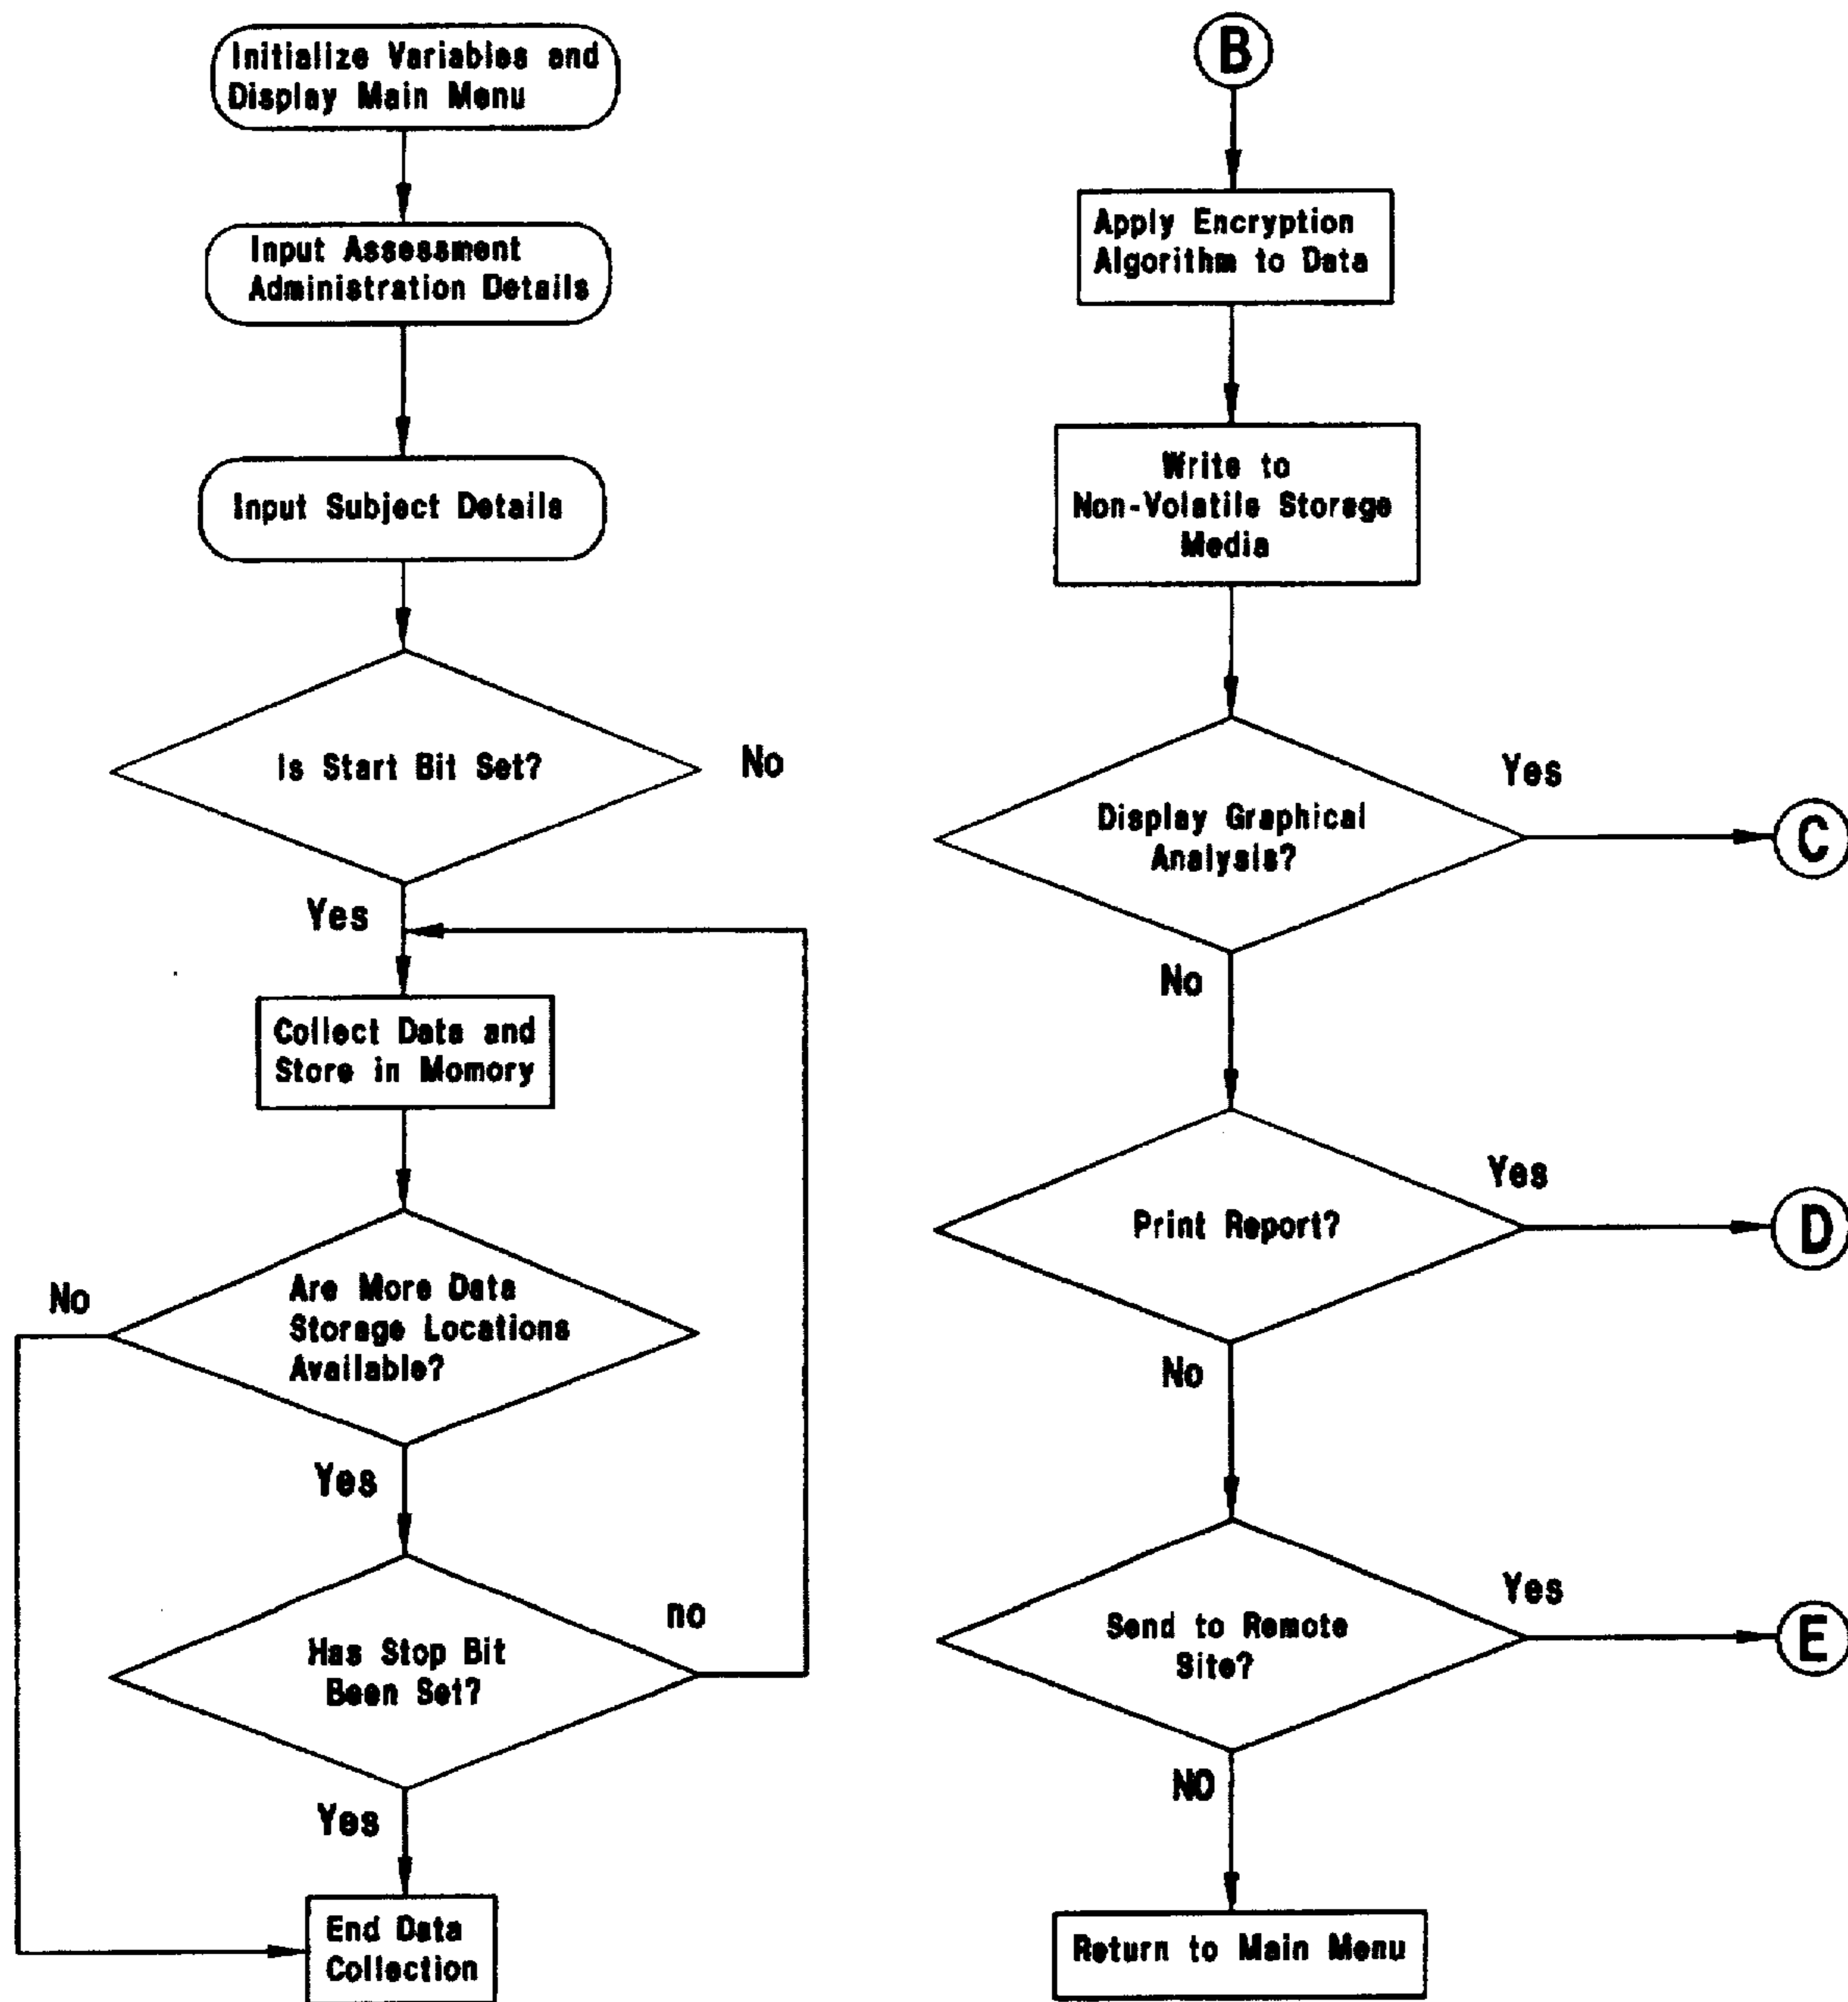 Initialize Variables and
Display Main Menu
Input Assessment
Administration Details
Input Subject Details
Is Start Bit Set?
No
Yes
Collect Data and
Store in Momory
Are More Data
Storage Locations
Available?
No
Yes
Has Stop Bit
Been Set?
no
Yes
End Data
Collection
B
Apply Encryption
Algorithm to Data
Write to
Non-Volatile Storage
Media
Display Graphical
Analysis?
Yes
C
No
Print Report?
Yes
D
No
Send to Remote
Site?
Yes
E
NO
Return to Main Menu